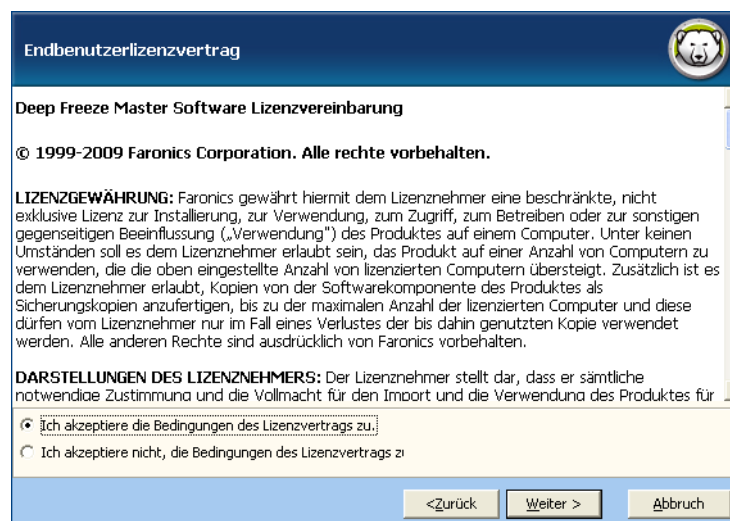 Endbenutzerlizenzvertrag
Deep Freeze Master Software Lizenzvereinbarung
© 1999-2009 Faronics Corporation. Alle rechte vorbehalten.
LIZENZGEWÄHRUNG: Faronics gewährt hiermit dem Lizenznehmer eine beschränkte, nicht
exklusive Lizenz zur Installierung, zur Verwendung, zum Zugriff, zum Betreiben oder zur sonstigen
gegenseitigen Beeinflussung („Verwendung") des Produktes auf einem Computer. Unter keinen
Umständen soll es dem Lizenznehmer erlaubt sein, das Produkt auf einer Anzahl von Computern zu
verwenden, die die oben eingestellte Anzahl von lizenzierten Computern übersteigt. Zusätzlich ist es
dem Lizenznehmer erlaubt, Kopien von der Softwarekomponente des Produktes als
Sicherungskopien anzufertigen, bis zu der maximalen Anzahl der lizenzierten Computer und diese
dürfen vom Lizenznehmer nur im Fall eines Verlustes der bis dahin genutzten Kopie verwendet
werden. Alle anderen Rechte sind ausdrücklich von Faronics vorbehalten.
DARSTELLUNGEN DES LIZENZNEHMERS: Der Lizenznehmer stellt dar, dass er sämtliche
notwendige Zustimmung und die Vollmacht für den Import und die Verwendung des Produktes für
Ich akzeptiere die Bedingungen des Lizenzvertrags zu.
Ich akzeptiere nicht, die Bedingungen des Lizenzvertrags z
<Zurück Weiter > Abbruch